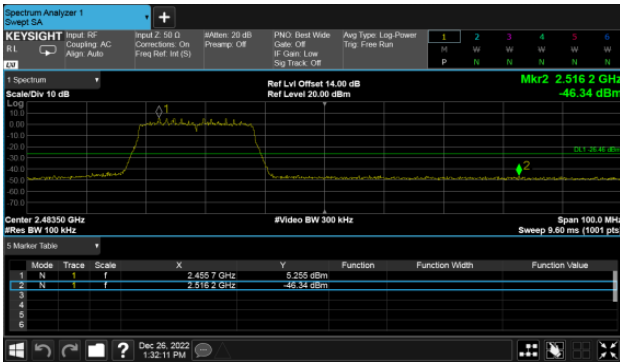 Spectrum Analyzer 1
Swept SA
KEYSIGHT Input: RF Input Z: 50 Ω #Atten: 20 dB PNO: Best Wide Avg Type: Log-Power 1 2 3 4 5 6
RL Coupling: AC Corrections: On Preamp: Off Gate: Off Trig: Free Run M W W W W W
Align: Auto Freq Ref: Int (S) IF Gain: Low P N N N N N
Sig Track: Off
LXI
1 Spectrum Ref Lvl Offset 14.00 dB Mkr2 2.516 2 GHz
Scale/Div 10 dB Ref Level 20.00 dBm -46.34 dBm
Log
10.0 1
0.00
-10.0
-20.0 DL1 -26.46 dBm
-30.0
-40.0 2
-50.0
-60.0
-70.0
Center 2.48350 GHz #Video BW 300 kHz Span 100.0 MHz
#Res BW 100 kHz Sweep 9.60 ms (1001 pts)
5 Marker Table
Mode Trace Scale X Y Function Function Width Function Value
1 N 1 f 2.455 7 GHz 5.255 dBm
2 N 1 f 2.516 2 GHz -46.34 dBm
3
4
5
6
? Dec 26, 2022
1:32:11 PM